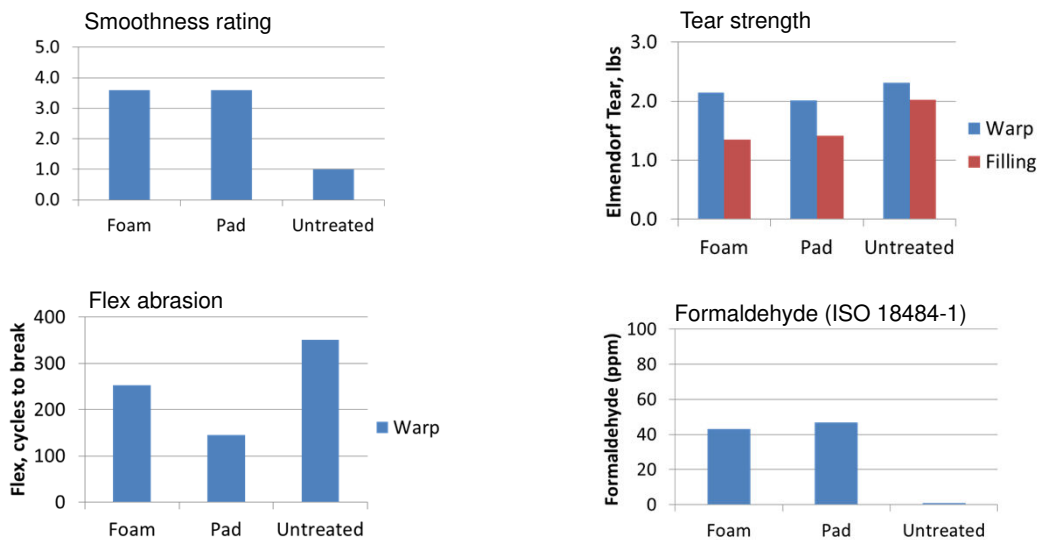 Smoothness rating
5.0
4.0
3.0
2.0
1.0
0.0
Foam Pad Untreated
Tear strength
Elmendorf Tear, lbs
3.0
2.0
1.0
0.0
Foam Pad Untreated
Warp
Filling
Flex abrasion
Flex, cycles to break
400
300
200
100
0
Foam Pad Untreated
Warp
Formaldehyde (ISO 18484-1)
Formaldehyde (ppm)
100
80
60
40
20
0
Foam Pad Untreated